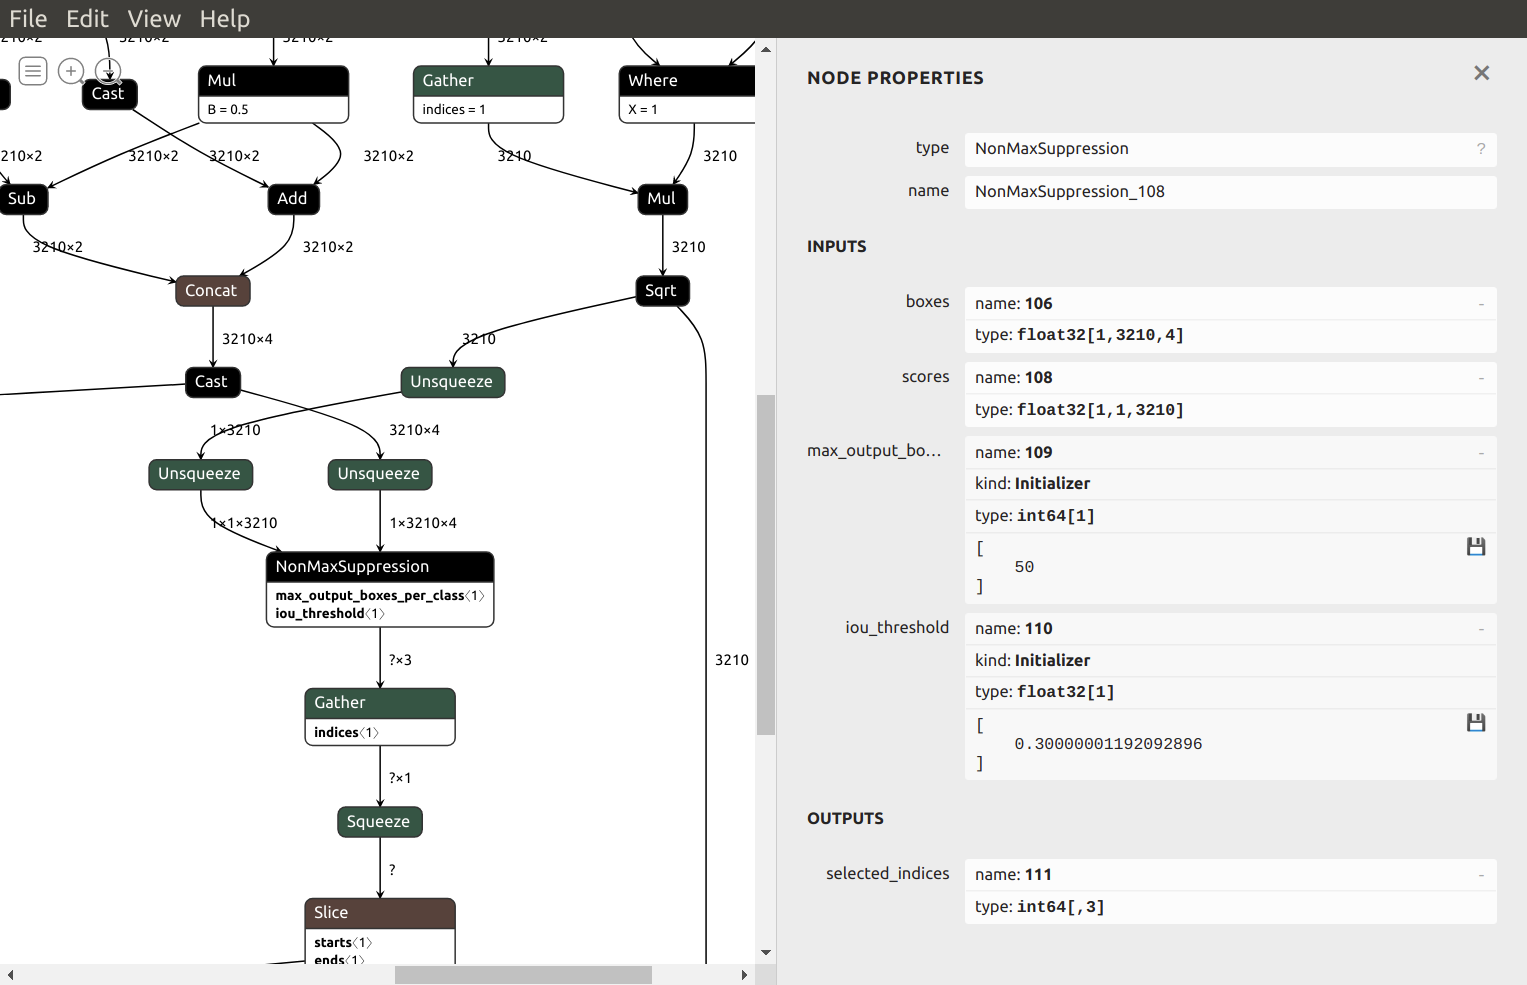 File Edit View Help
3210×2
3210×2
3210×2
Cast
Mul
B = 0.5
Gather
indices = 1
Where
X = 1
210×2
3210×2
3210×2
3210×2
3210
3210
Sub
Add
Mul
3210×2
3210×2
3210
Concat
Sqrt
3210×4
3210
Cast
Unsqueeze
1×3210
3210×4
Unsqueeze
Unsqueeze
1×1×3210
1×3210×4
NonMaxSuppression
max_output_boxes_per_class〈1〉
iou_threshold〈1〉
?×3
3210
Gather
indices〈1〉
?×1
Squeeze
?
Slice
starts〈1〉
ends〈1〉
NODE PROPERTIES
type NonMaxSuppression ?
name NonMaxSuppression_108
INPUTS
boxes name: 106 -
type: float32[1,3210,4]
scores name: 108 -
type: float32[1,1,3210]
max_output_bo... name: 109 -
kind: Initializer
type: int64[1]
[
50
]
iou_threshold name: 110 -
kind: Initializer
type: float32[1]
[
0.30000001192092896
]
OUTPUTS
selected_indices name: 111 -
type: int64[,3]